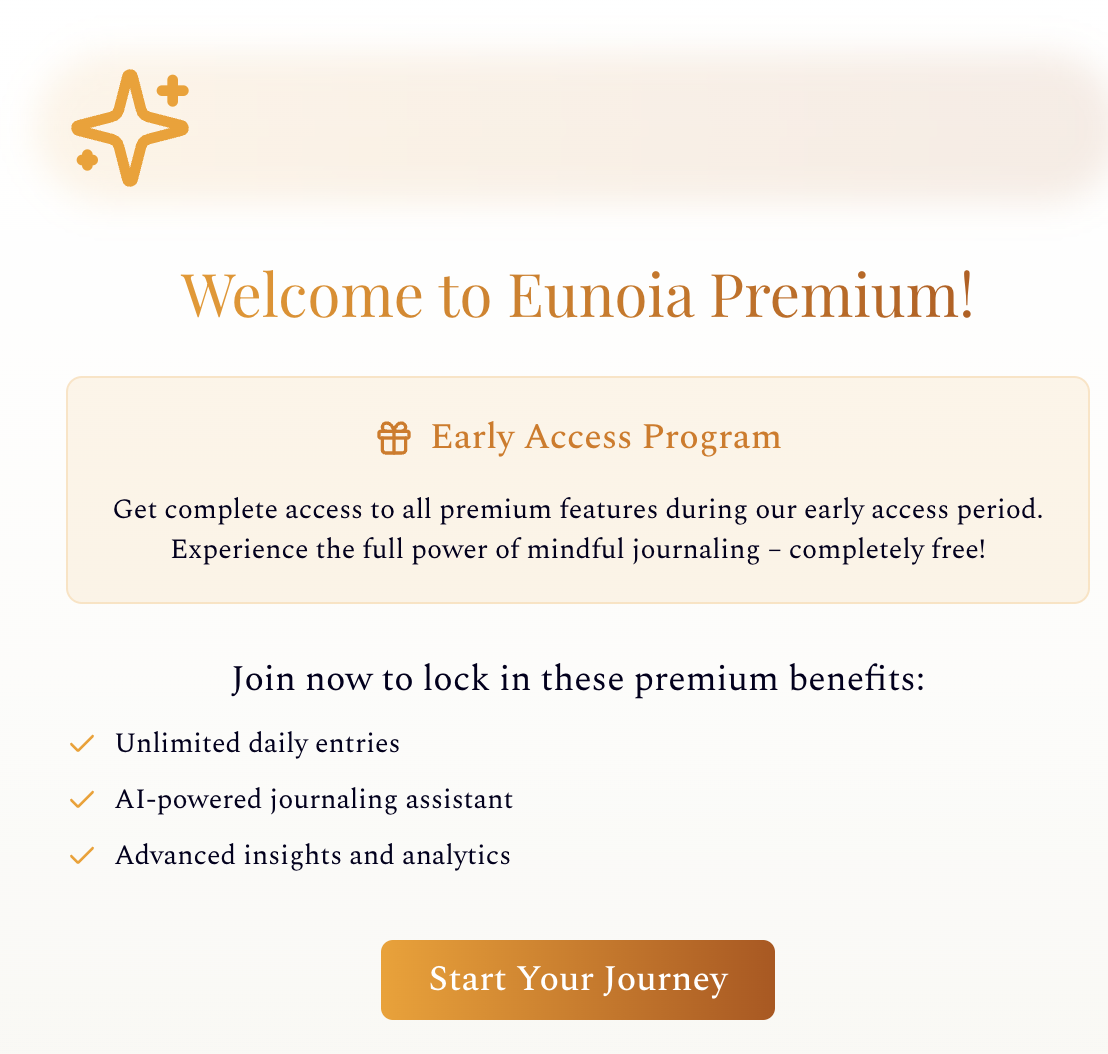 Welcome to Eunoia Premium!
Early Access Program
Get complete access to all premium features during our early access period.
Experience the full power of mindful journaling – completely free!
Join now to lock in these premium benefits:
Unlimited daily entries
AI-powered journaling assistant
Advanced insights and analytics
Start Your Journey